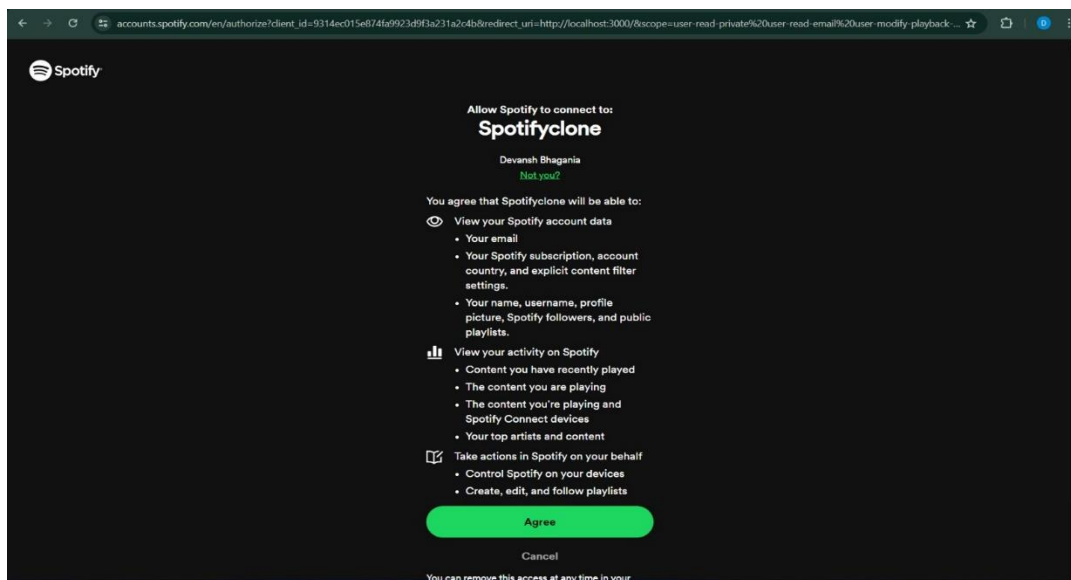 accounts.spotify.com/en/authorize?client_id=9314ec015e874fa9923d9f3a231a2c4b&redirect_uri=http://localhost:3000/&scope=user-read-private%20user-read-email%20user-modify-playback-...
D
Spotify
Allow Spotify to connect to:
Spotifyclone
Devansh Bhagania
Not you?
You agree that Spotifyclone will be able to:
View your Spotify account data
• Your email
• Your Spotify subscription, account
country, and explicit content filter
settings.
• Your name, username, profile
picture, Spotify followers, and public
playlists.
View your activity on Spotify
• Content you have recently played
• The content you are playing
• The content you're playing and
Spotify Connect devices
• Your top artists and content
Take actions in Spotify on your behalf
• Control Spotify on your devices
• Create, edit, and follow playlists
Agree
Cancel
You can remove this access at any time in your